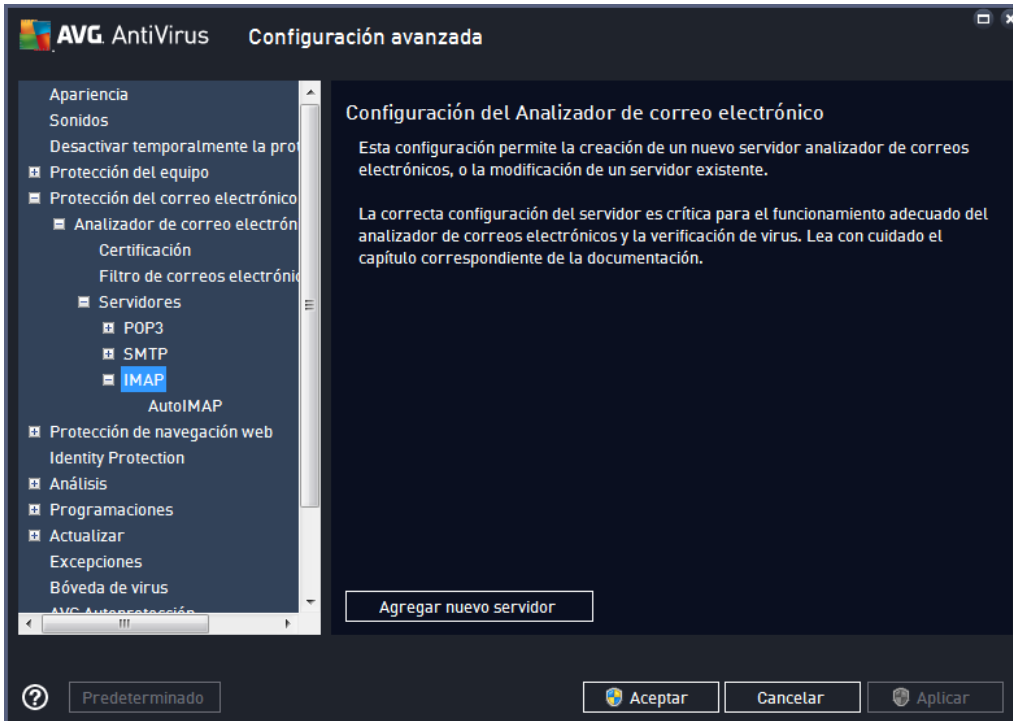 AVG. AntiVirus Configuración avanzada
Apariencia
Sonidos
Desactivar temporalmente la prot
Protección del equipo
Protección del correo electrónico
Analizador de correo electrón
Certificación
Filtro de correos electrónic
Servidores
POP3
SMTP
IMAP
AutoIMAP
Protección de navegación web
Identity Protection
Análisis
Programaciones
Actualizar
Excepciones
Bóveda de virus
AVG Autoprotección
Configuración del Analizador de correo electrónico
Esta configuración permite la creación de un nuevo servidor analizador de correos
electrónicos, o la modificación de un servidor existente.
La correcta configuración del servidor es crítica para el funcionamiento adecuado del
analizador de correos electrónicos y la verificación de virus. Lea con cuidado el
capítulo correspondiente de la documentación.
Agregar nuevo servidor
Predeterminado
Aceptar
Cancelar
Aplicar